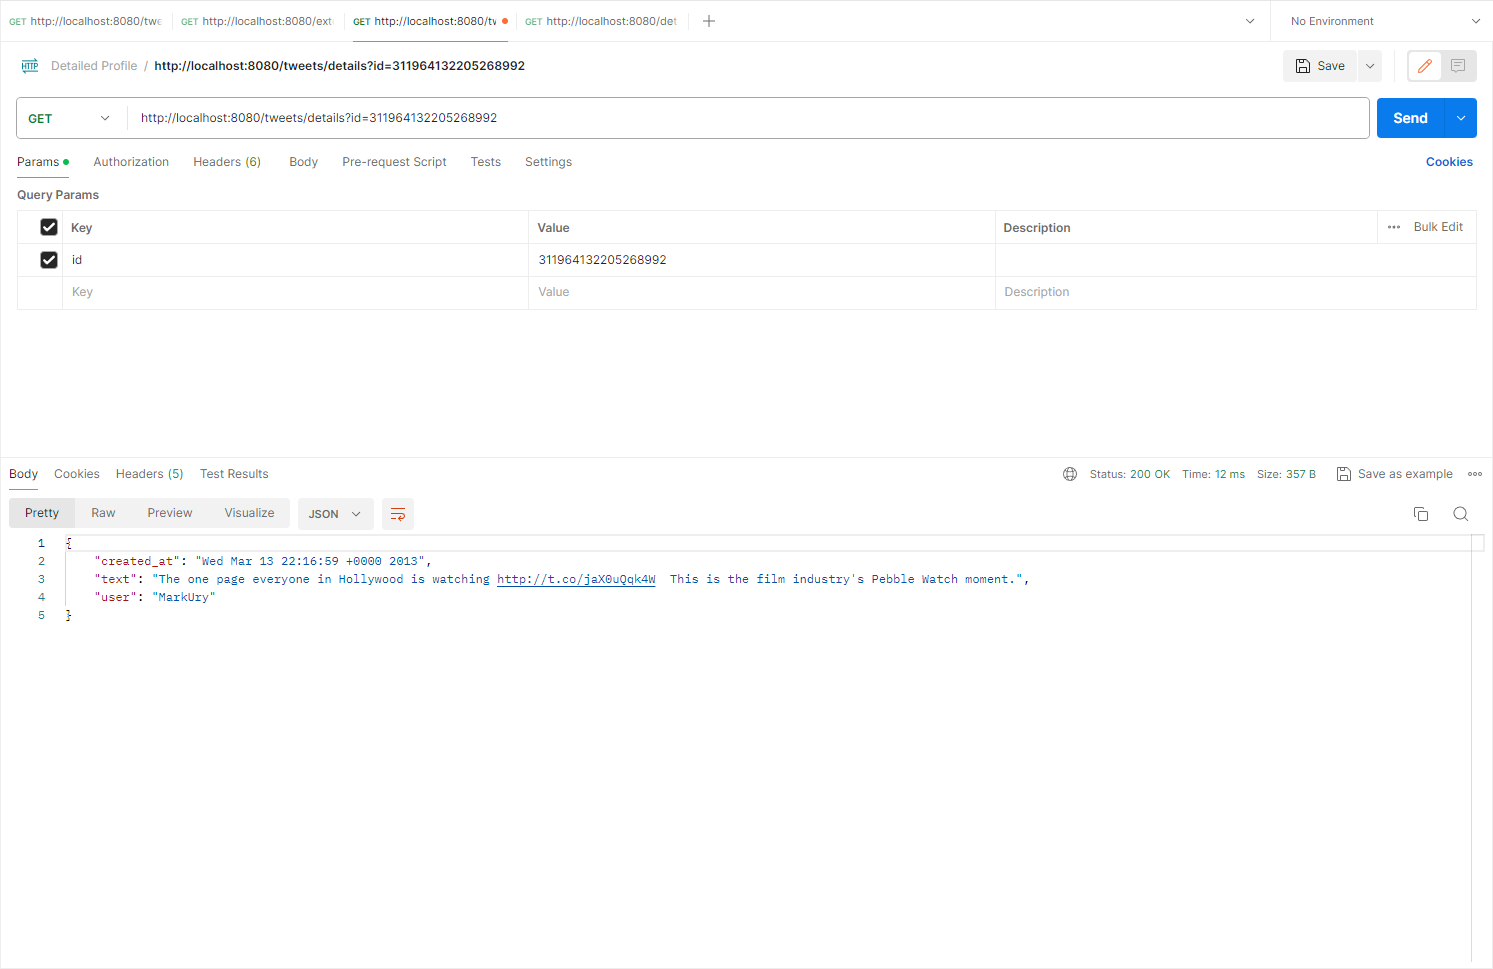 GET http://localhost:8080/twe GET http://localhost:8080/ext GET http://localhost:8080/tw GET http://localhost:8080/det No Environment
HTTP Detailed Profile / http://localhost:8080/tweets/details?id=311964132205268992 Save
GET http://localhost:8080/tweets/details?id=311964132205268992 Send
Params Authorization Headers (6) Body Pre-request Script Tests Settings Cookies
Query Params
Key Value Description Bulk Edit
id 311964132205268992
Key Value Description
Body Cookies Headers (5) Test Results Status: 200 OK Time: 12 ms Size: 357 B Save as example
Pretty Raw Preview Visualize JSON
1 {
2 "created_at": "Wed Mar 13 22:16:59 +0000 2013",
3 "text": "The one page everyone in Hollywood is watching http://t.co/jaX0uQqk4W  This is the film industry's Pebble Watch moment.",
4 "user": "MarkUry"
5 }